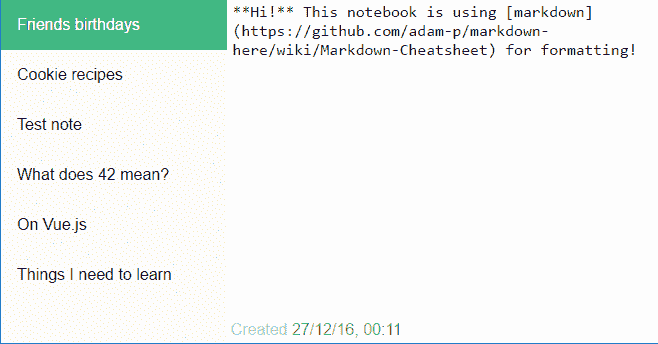 Friends birthdays
Cookie recipes
Test note
What does 42 mean?
On Vue.js
Things I need to learn
**Hi!** This notebook is using [markdown]
(https://github.com/adam-p/markdown-
here/wiki/Markdown-Cheatsheet) for formatting!
Created 27/12/16, 00:11